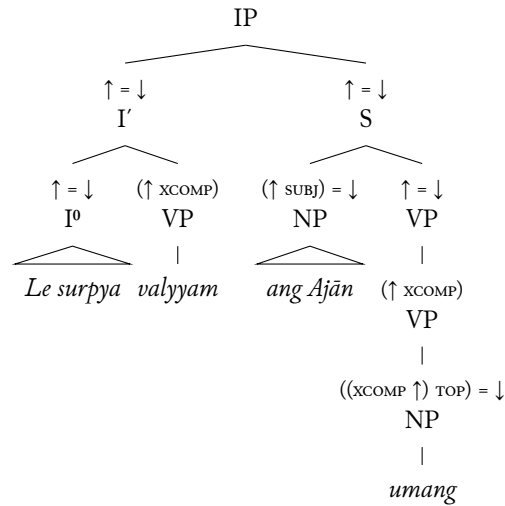 IP
↑ = ↓ ↑ = ↓
I′ S
↑ = ↓ (↑ XCOMP) (↑ SUBJ) = ↓ ↑ = ↓
I⁰ VP NP VP
Le surpya valyyam ang Ajān (↑ XCOMP)
VP
((XCOMP ↑) TOP) = ↓
NP
umang